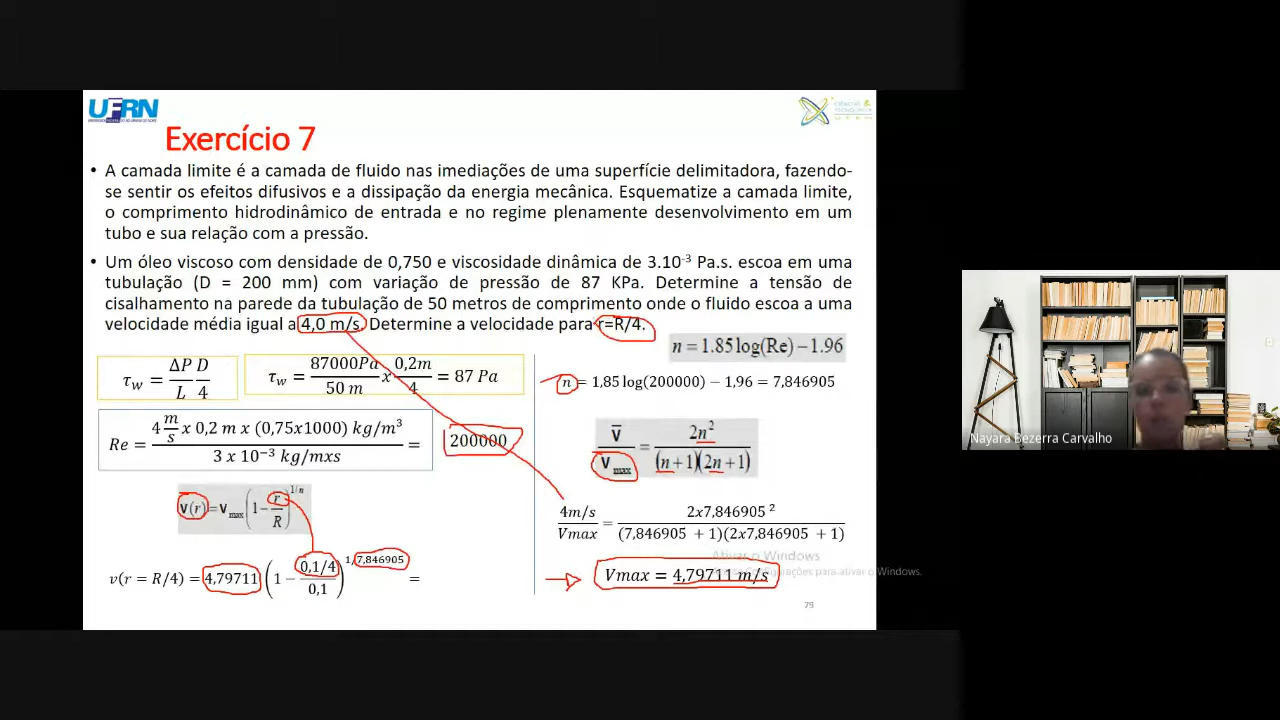 UFRN
Exercício 7
• A camada limite é a camada de fluido nas imediações de uma superfície delimitadora, fazendo-
se sentir os efeitos difusivos e a dissipação da energia mecânica. Esquematize a camada limite,
o comprimento hidrodinâmico de entrada e no regime plenamente desenvolvimento em um
tubo e sua relação com a pressão.
• Um óleo viscoso com densidade de 0,750 e viscosidade dinâmica de 3.10⁻³ Pa.s. escoa em uma
tubulação (D = 200 mm) com variação de pressão de 87 KPa. Determine a tensão de
cisalhamento na parede da tubulação de 50 metros de comprimento onde o fluido escoa a uma
velocidade média igual a 4,0 m/s. Determine a velocidade para r=R/4.
n = 1.85 log(Re) − 1.96
τw = ΔP/L D/4
τw = 87000Pa/50 m x 0,2m/4 = 87 Pa
n = 1,85 log(200000) − 1,96 = 7,846905
Re = 4 m/s x 0,2 m x (0,75x1000) kg/m³ / 3 x 10⁻³ kg/mxs =
200000
V̄/Vmax = 2n²/(n+1)(2n+1)
V(r) = Vmax (1 − r/R)^1/n
4m/s/Vmax = 2x7,846905²/(7,846905 + 1)(2x7,846905 + 1)
Ativar o Windows
Vmax = 4,79711 m/s
Configurações para ativar o Windows.
v(r = R/4) = 4,79711 (1 − 0,1/4/0,1)^1/7,846905 =
79
Nayara Bezerra Carvalho